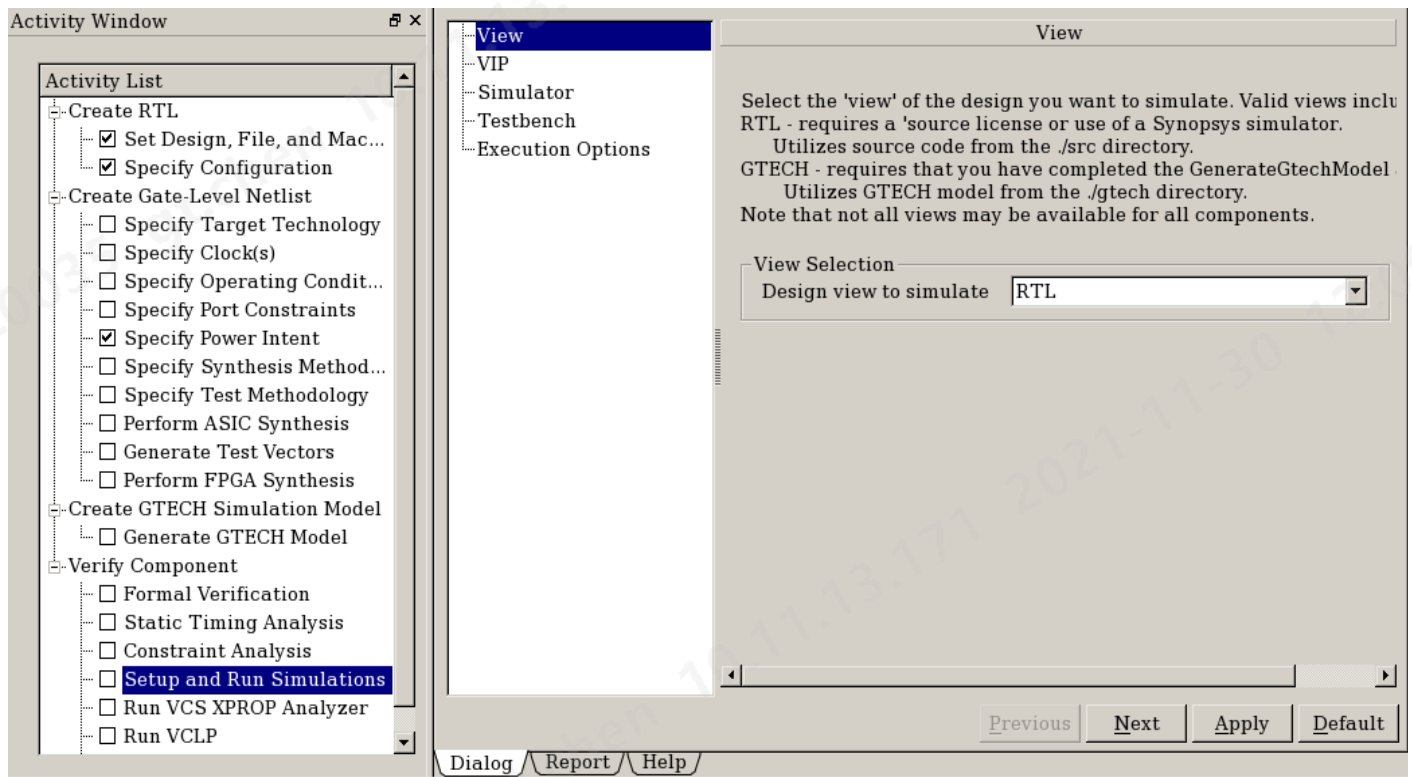 Activity Window
Activity List
Create RTL
Set Design, File, and Mac...
Specify Configuration
Create Gate-Level Netlist
Specify Target Technology
Specify Clock(s)
Specify Operating Condit...
Specify Port Constraints
Specify Power Intent
Specify Synthesis Method...
Specify Test Methodology
Perform ASIC Synthesis
Generate Test Vectors
Perform FPGA Synthesis
Create GTECH Simulation Model
Generate GTECH Model
Verify Component
Formal Verification
Static Timing Analysis
Constraint Analysis
Setup and Run Simulations
Run VCS XPROP Analyzer
Run VCLP
View
VIP
Simulator
Testbench
Execution Options
View
Select the 'view' of the design you want to simulate. Valid views inclu
RTL - requires a 'source license or use of a Synopsys simulator.
Utilizes source code from the ./src directory.
GTECH - requires that you have completed the GenerateGtechModel
Utilizes GTECH model from the ./gtech directory.
Note that not all views may be available for all components.
View Selection
Design view to simulate RTL
Previous Next Apply Default
Dialog Report Help
10.11.13.171 2021-11-30